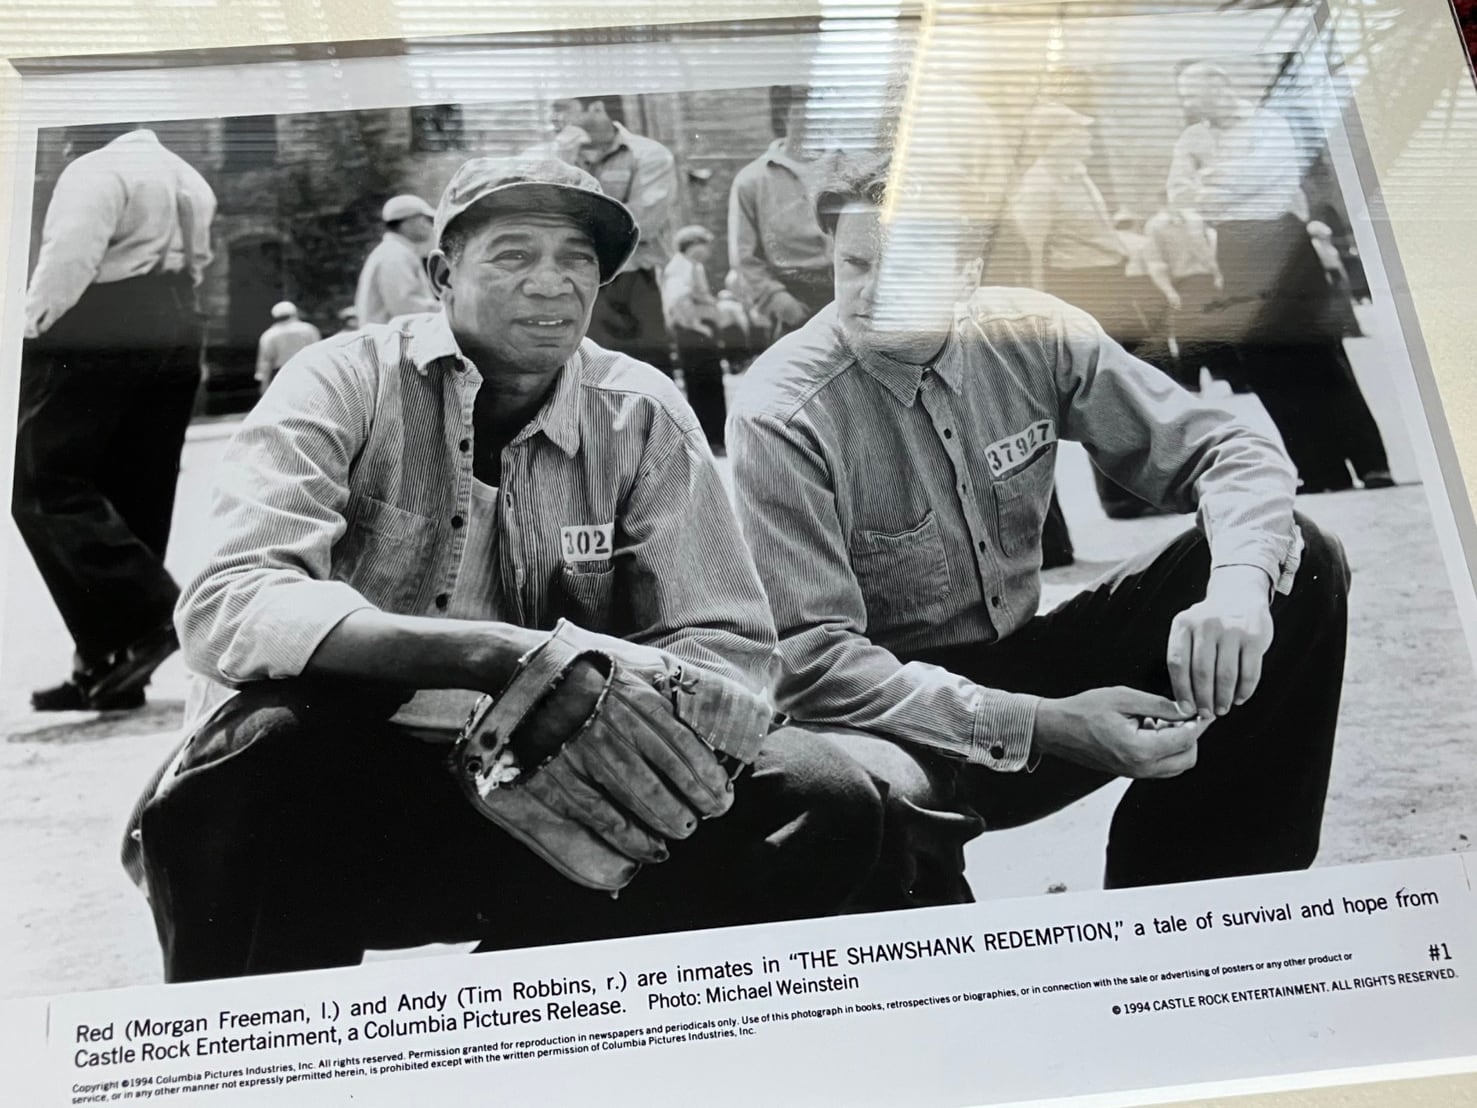 302
37927
Red (Morgan Freeman, l.) and Andy (Tim Robbins, r.) are inmates in “THE SHAWSHANK REDEMPTION,” a tale of survival and hope from
Castle Rock Entertainment, a Columbia Pictures Release. Photo: Michael Weinstein
#1
Copyright ©1994 Columbia Pictures Industries, Inc. All rights reserved. Permission granted for reproduction in newspapers and periodicals only. Use of this photograph in books, retrospectives or biographies, or in connection with the sale or advertising of posters or any other product or
service, or in any other manner not expressly permitted herein, is prohibited except with the written permission of Columbia Pictures Industries, Inc.
© 1994 CASTLE ROCK ENTERTAINMENT. ALL RIGHTS RESERVED.